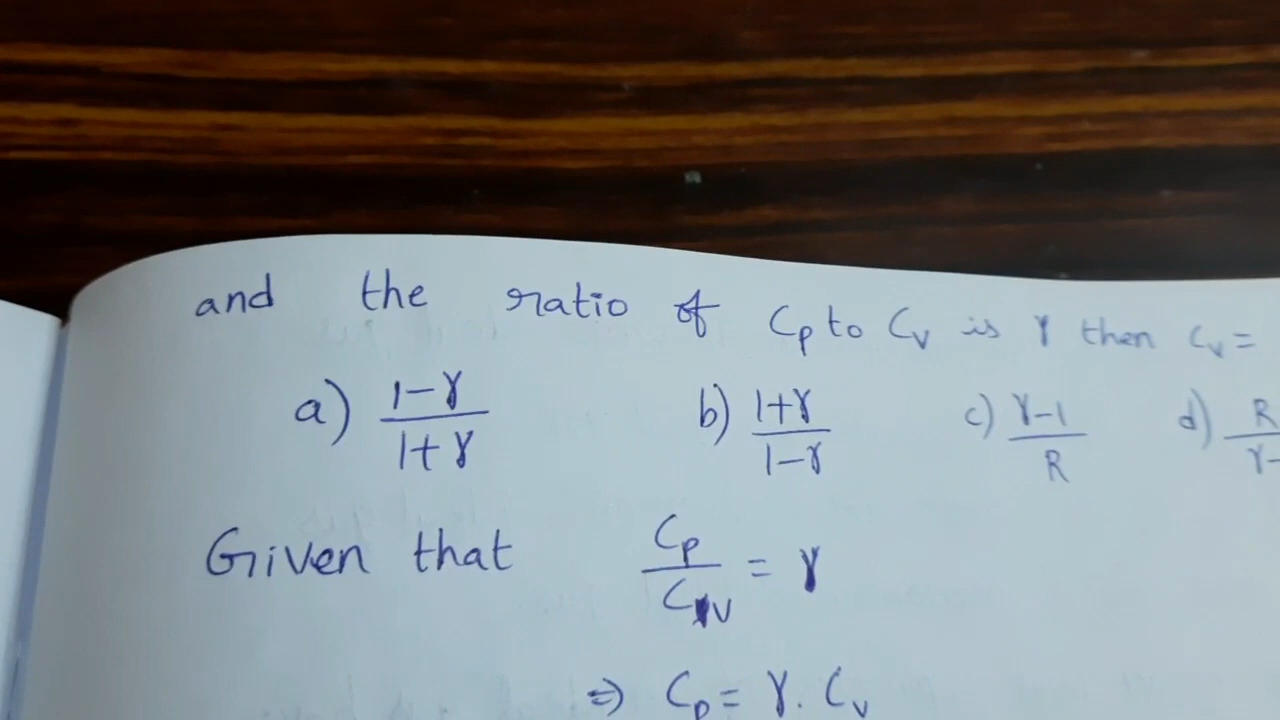 and the ratio of Cp to Cv is γ then Cv =
a) (1-γ)/(1+γ) b) (1+γ)/(1-γ) c) (γ-1)/R d) R/γ-
Given that Cp/Cv = γ
⇒ Cp = γ. Cv